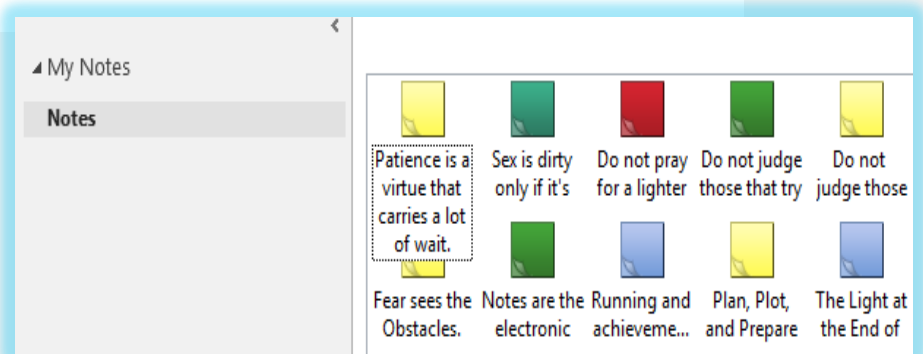 My Notes
Notes
Patience is a
virtue that
carries a lot
of wait.
Sex is dirty
only if it's
Do not pray
for a lighter
Do not judge
those that try
Do not
judge those
Fear sees the
Obstacles.
Notes are the
electronic
Running and
achieveme...
Plan, Plot,
and Prepare
The Light at
the End of